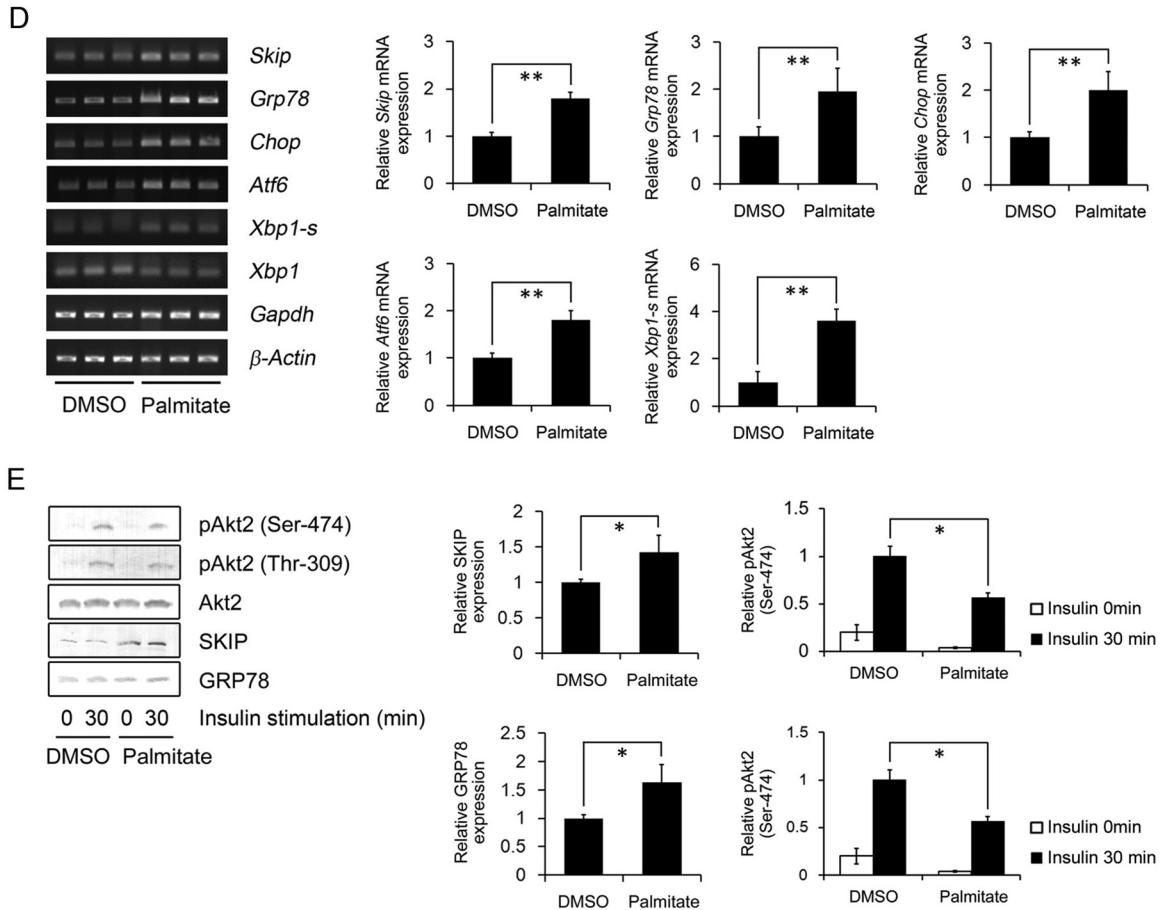 D
Skip
Grp78
Chop
Atf6
Xbp1-s
Xbp1
Gapdh
β-Actin
DMSO Palmitate
Relative Skip mRNA
expression
3
2
1
0
**
DMSO Palmitate
Relative Grp78 mRNA
expression
3
2
1
0
**
DMSO Palmitate
Relative Chop mRNA
expression
3
2
1
0
**
DMSO Palmitate
Relative Atf6 mRNA
expression
3
2
1
0
**
DMSO Palmitate
Relative Xbp1-s mRNA
expression
6
4
2
0
**
DMSO Palmitate
E
pAkt2 (Ser-474)
pAkt2 (Thr-309)
Akt2
SKIP
GRP78
0 30 0 30 Insulin stimulation (min)
DMSO Palmitate
Relative SKIP
expression
2
1.5
1
0.5
0
*
DMSO Palmitate
Relative pAkt2
(Ser-474)
1.5
1
0.5
0
*
DMSO Palmitate
Insulin 0min
Insulin 30 min
Relative GRP78
expression
2.5
2
1.5
1
0.5
0
*
DMSO Palmitate
Relative pAkt2
(Ser-474)
1.5
1
0.5
0
*
DMSO Palmitate
Insulin 0min
Insulin 30 min